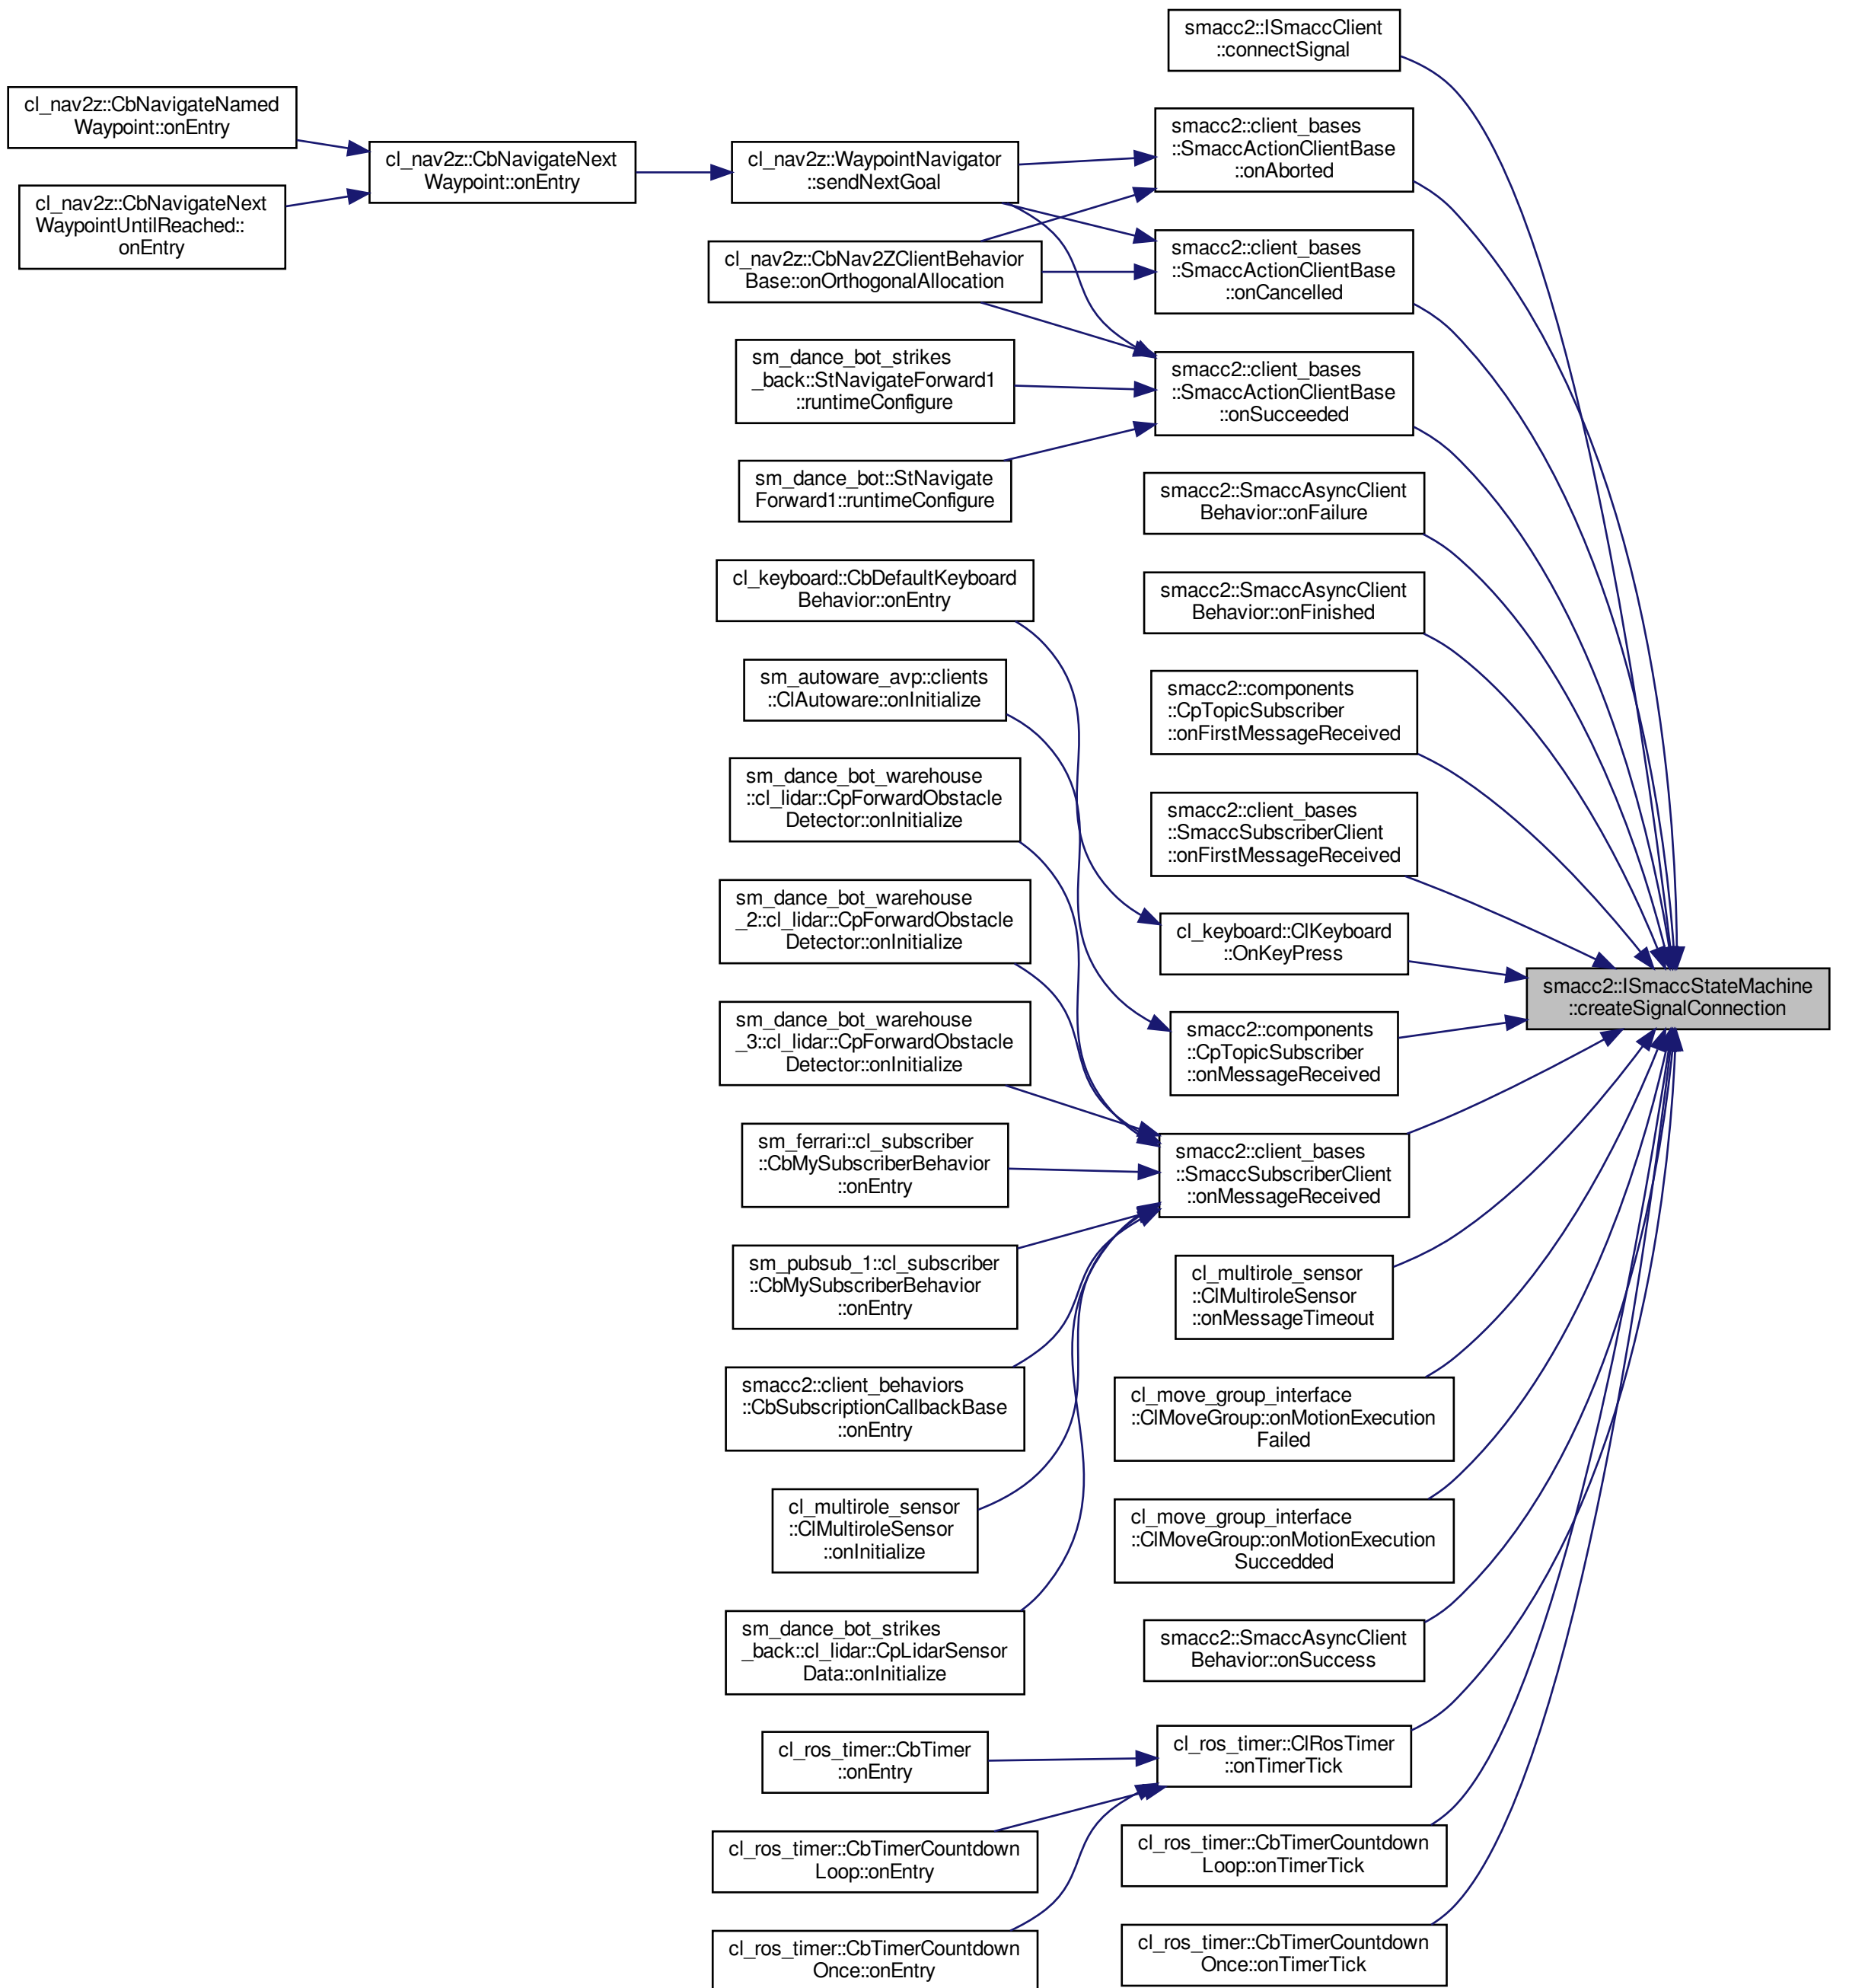 smacc2::ISmaccClient
::connectSignal
cl_nav2z::CbNavigateNamed
Waypoint::onEntry
cl_nav2z::CbNavigateNext
WaypointUntilReached::
onEntry
cl_nav2z::CbNavigateNext
Waypoint::onEntry
cl_nav2z::WaypointNavigator
::sendNextGoal
cl_nav2z::CbNav2ZClientBehavior
Base::onOrthogonalAllocation
sm_dance_bot_strikes
_back::StNavigateForward1
::runtimeConfigure
sm_dance_bot::StNavigate
Forward1::runtimeConfigure
cl_keyboard::CbDefaultKeyboard
Behavior::onEntry
sm_autoware_avp::clients
::ClAutoware::onInitialize
sm_dance_bot_warehouse
::cl_lidar::CpForwardObstacle
Detector::onInitialize
sm_dance_bot_warehouse
_2::cl_lidar::CpForwardObstacle
Detector::onInitialize
sm_dance_bot_warehouse
_3::cl_lidar::CpForwardObstacle
Detector::onInitialize
sm_ferrari::cl_subscriber
::CbMySubscriberBehavior
::onEntry
sm_pubsub_1::cl_subscriber
::CbMySubscriberBehavior
::onEntry
smacc2::client_behaviors
::CbSubscriptionCallbackBase
::onEntry
cl_multirole_sensor
::ClMultiroleSensor
::onInitialize
sm_dance_bot_strikes
_back::cl_lidar::CpLidarSensor
Data::onInitialize
cl_ros_timer::CbTimer
::onEntry
cl_ros_timer::CbTimerCountdown
Loop::onEntry
cl_ros_timer::CbTimerCountdown
Once::onEntry
smacc2::client_bases
::SmaccActionClientBase
::onAborted
smacc2::client_bases
::SmaccActionClientBase
::onCancelled
smacc2::client_bases
::SmaccActionClientBase
::onSucceeded
smacc2::SmaccAsyncClient
Behavior::onFailure
smacc2::SmaccAsyncClient
Behavior::onFinished
smacc2::components
::CpTopicSubscriber
::onFirstMessageReceived
smacc2::client_bases
::SmaccSubscriberClient
::onFirstMessageReceived
cl_keyboard::ClKeyboard
::OnKeyPress
smacc2::components
::CpTopicSubscriber
::onMessageReceived
smacc2::client_bases
::SmaccSubscriberClient
::onMessageReceived
cl_multirole_sensor
::ClMultiroleSensor
::onMessageTimeout
cl_move_group_interface
::ClMoveGroup::onMotionExecution
Failed
cl_move_group_interface
::ClMoveGroup::onMotionExecution
Succedded
smacc2::SmaccAsyncClient
Behavior::onSuccess
cl_ros_timer::ClRosTimer
::onTimerTick
cl_ros_timer::CbTimerCountdown
Loop::onTimerTick
cl_ros_timer::CbTimerCountdown
Once::onTimerTick
smacc2::ISmaccStateMachine
::createSignalConnection